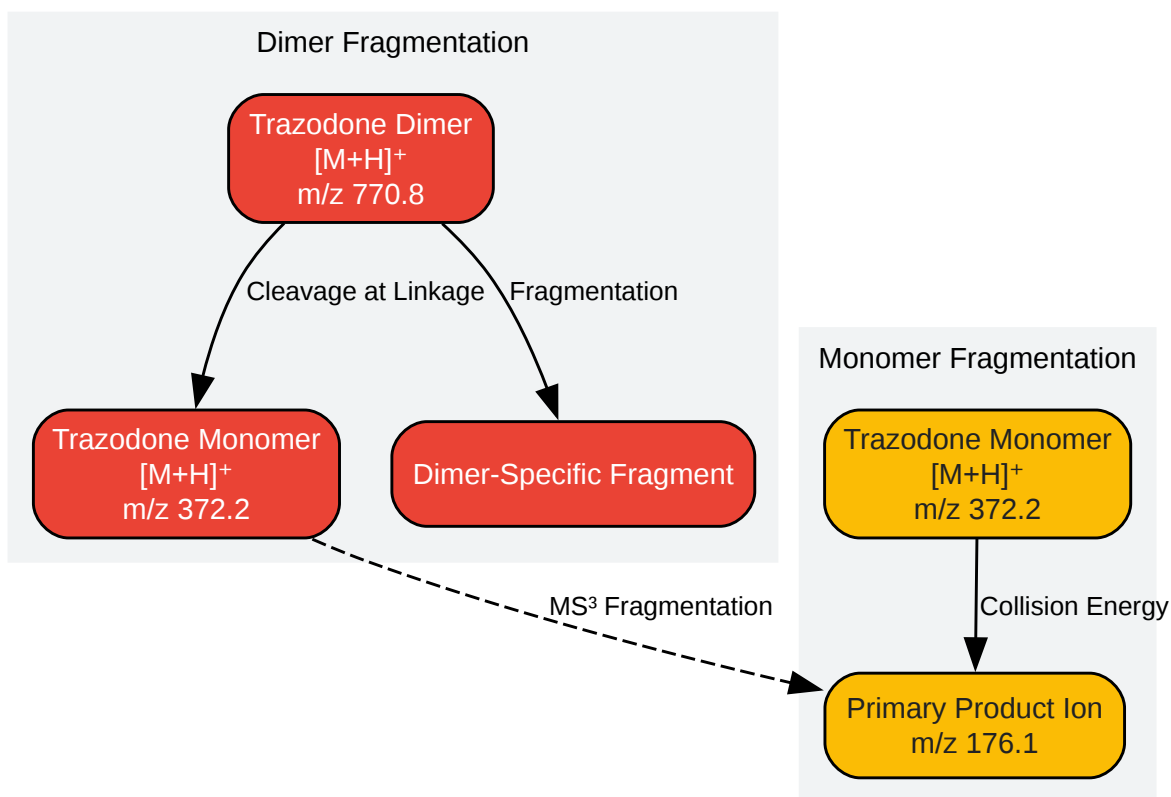 Dimer Fragmentation
Trazodone Dimer
[M+H]⁺
m/z 770.8
Cleavage at Linkage
Fragmentation
Trazodone Monomer
[M+H]⁺
m/z 372.2
Dimer-Specific Fragment
Monomer Fragmentation
Trazodone Monomer
[M+H]⁺
m/z 372.2
MS³ Fragmentation
Collision Energy
Primary Product Ion
m/z 176.1